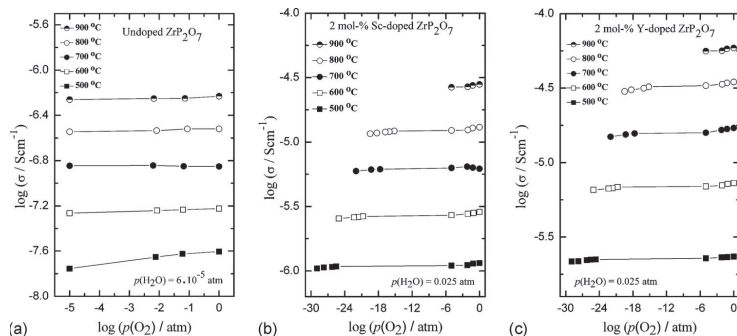 Undoped ZrP2O7
900 °C
800 °C
700 °C
600 °C
500 °C
p(H2O) = 6.10⁻⁵ atm
-5.6
-6.0
-6.4
-6.8
-7.2
-7.6
-8.0
log (σ / Scm⁻¹)
-5 -4 -3 -2 -1 0
log p(O2) / atm
(a)
2 mol-% Sc-doped ZrP2O7
900 °C
800 °C
700 °C
600 °C
500 °C
p(H2O) = 0.025 atm
-4.0
-4.5
-5.0
-5.5
-6.0
log (σ / Scm⁻¹)
-30 -24 -18 -12 -6 0
log p(O2) / atm
(b)
2 mol-% Y-doped ZrP2O7
900 °C
800 °C
700 °C
600 °C
500 °C
p(H2O) = 0.025 atm
-4.0
-4.5
-5.0
-5.5
log (σ / Scm⁻¹)
-30 -24 -18 -12 -6 0
log p(O2) / atm
(c)